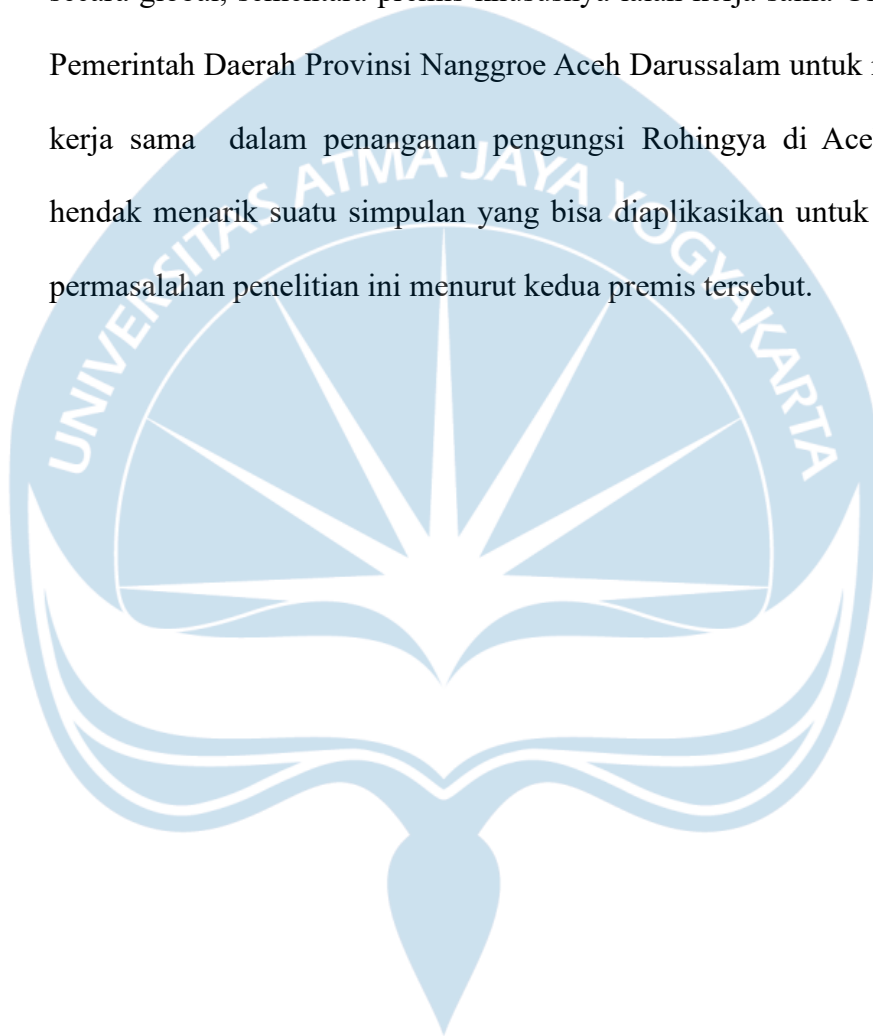 Pemerintah Daerah Provinsi Nanggroe Aceh Darussalam untuk
kerja sama dalam penanganan pengungsi Rohingya di Ace
hendak menarik suatu simpulan yang bisa diaplikasikan untuk
permasalahan penelitian ini menurut kedua premis tersebut.
UNIVERSITAS ATMA JAYA YOGYAKARTA